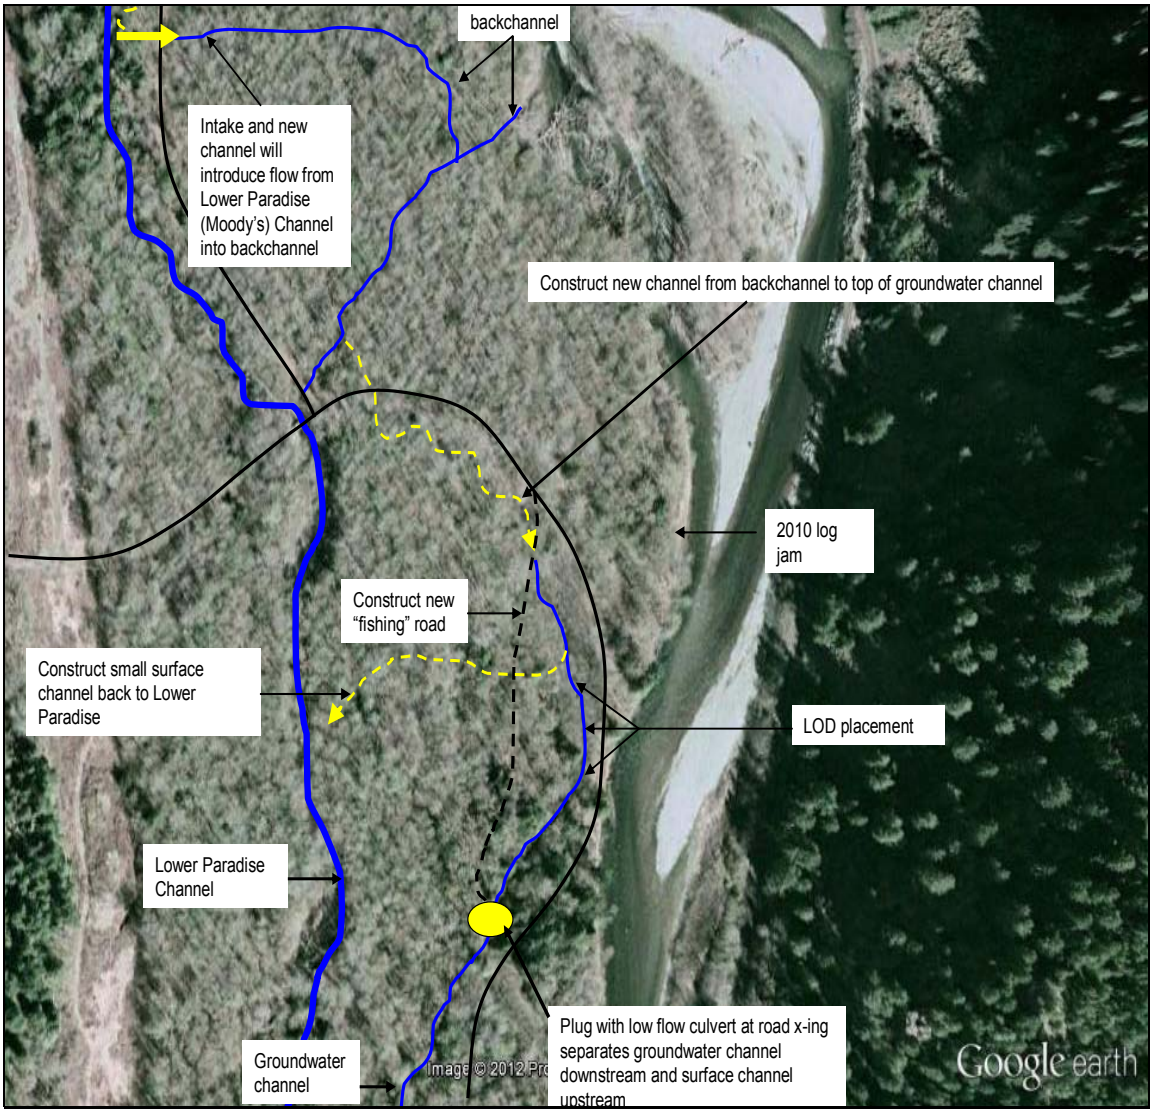 backchannel
Intake and new
channel will
introduce flow from
Lower Paradise
(Moody’s) Channel
into backchannel
Construct new channel from backchannel to top of groundwater channel
2010 log
jam
Construct new
“fishing” road
Construct small surface
channel back to Lower
Paradise
LOD placement
Lower Paradise
Channel
Plug with low flow culvert at road x-ing
separates groundwater channel
downstream and surface channel
upstream
Groundwater
channel
Image © 2012
Google earth